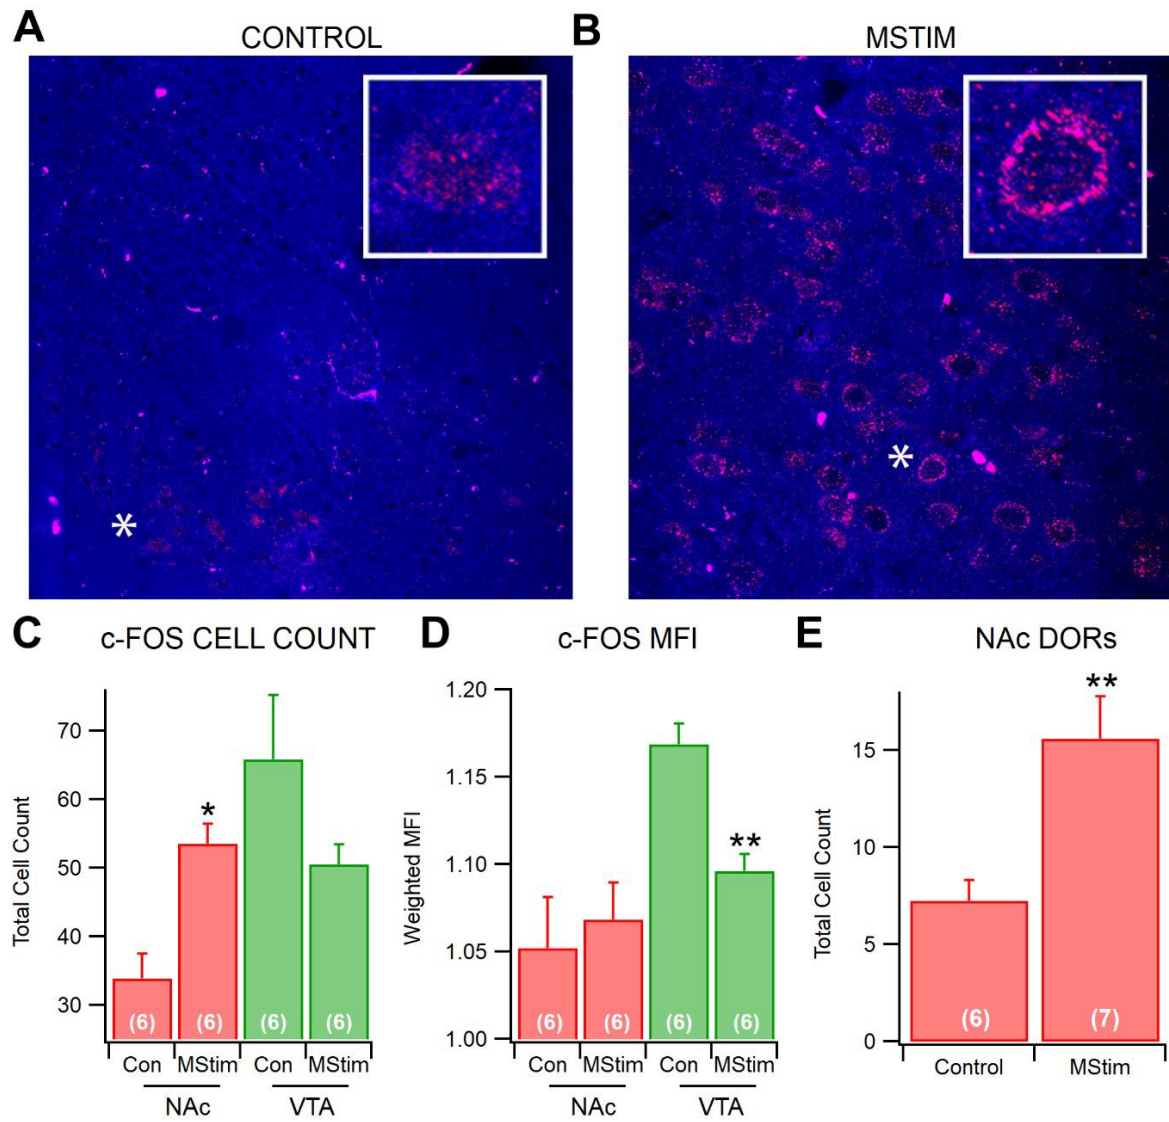 A
CONTROL
B
MSTIM
*
*
C
c-FOS CELL COUNT
Total Cell Count
70
60
50
40
30
*
(6)
(6)
(6)
(6)
Con
MStim
Con
MStim
NAc
VTA
D
c-FOS MFI
Weighted MFI
1.20
1.15
1.10
1.05
1.00
**
(6)
(6)
(6)
(6)
Con
MStim
Con
MStim
NAc
VTA
E
NAc DORs
Total Cell Count
15
10
5
0
**
(6)
(7)
Control
MStim